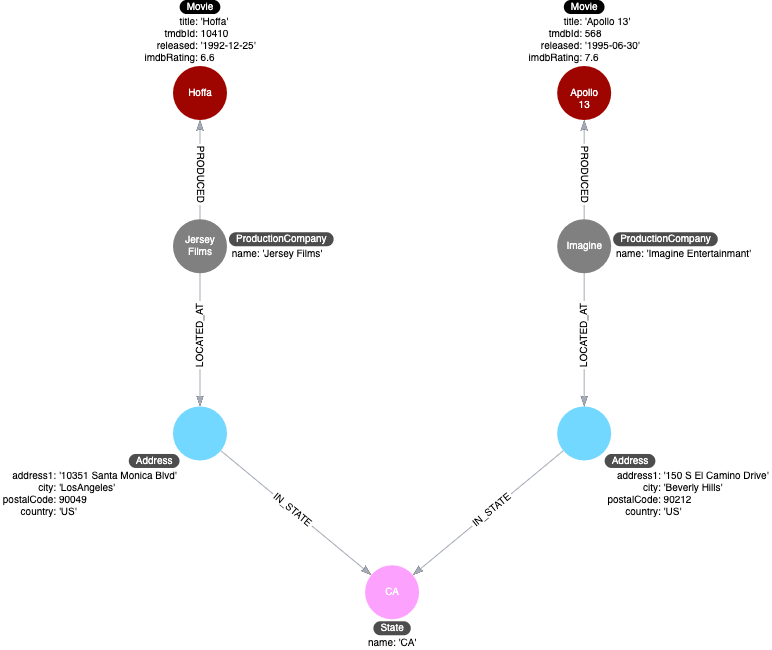 Movie
title: 'Hoffa'
tmdbId: 10410
released: '1992-12-25'
imdbRating: 6.6
Hoffa
PRODUCED
Jersey
Films
ProductionCompany
name: 'Jersey Films'
LOCATED_AT
Address
address1: '10351 Santa Monica Blvd'
city: 'LosAngeles'
postalCode: 90049
country: 'US'
IN_STATE
Movie
title: 'Apollo 13'
tmdbId: 568
released: '1995-06-30'
imdbRating: 7.6
Apollo
13
PRODUCED
Imagine
ProductionCompany
name: 'Imagine Entertainmant'
LOCATED_AT
Address
address1: '150 S El Camino Drive'
city: 'Beverly Hills'
postalCode: 90212
country: 'US'
IN_STATE
CA
State
name: 'CA'